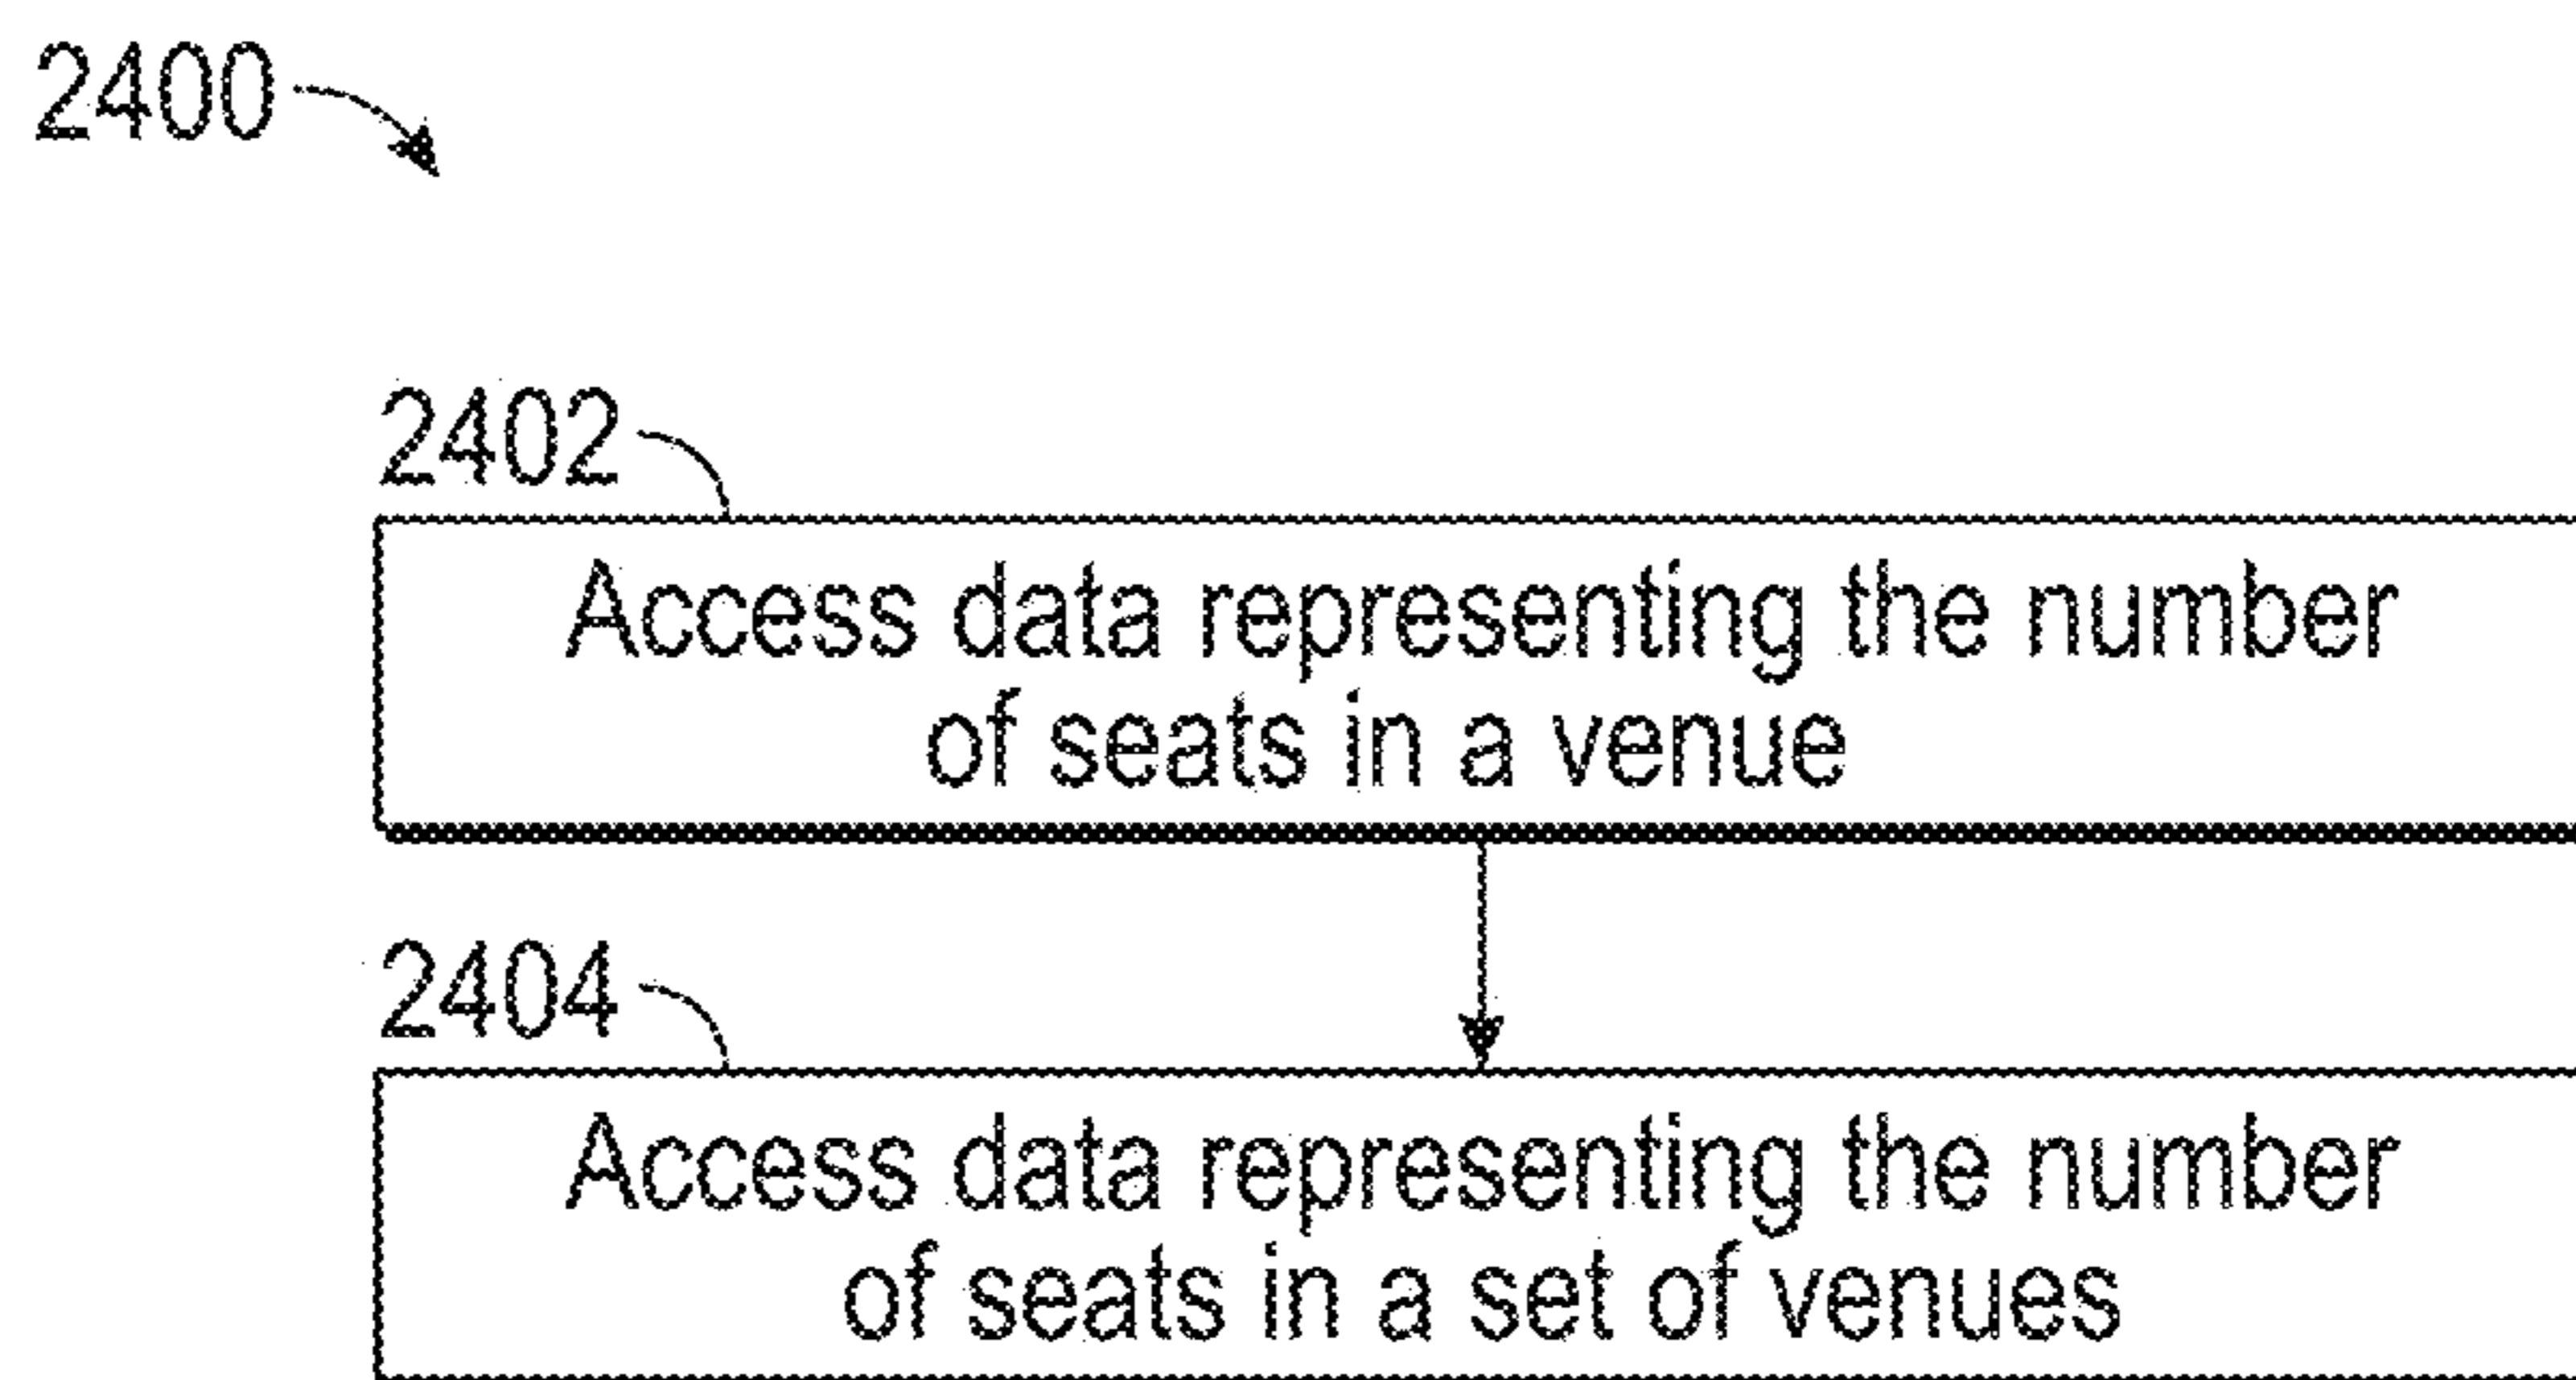 2400
2402
Access data representing the number
of seats in a venue
2404
Access data representing the number
of seats in a set of venues